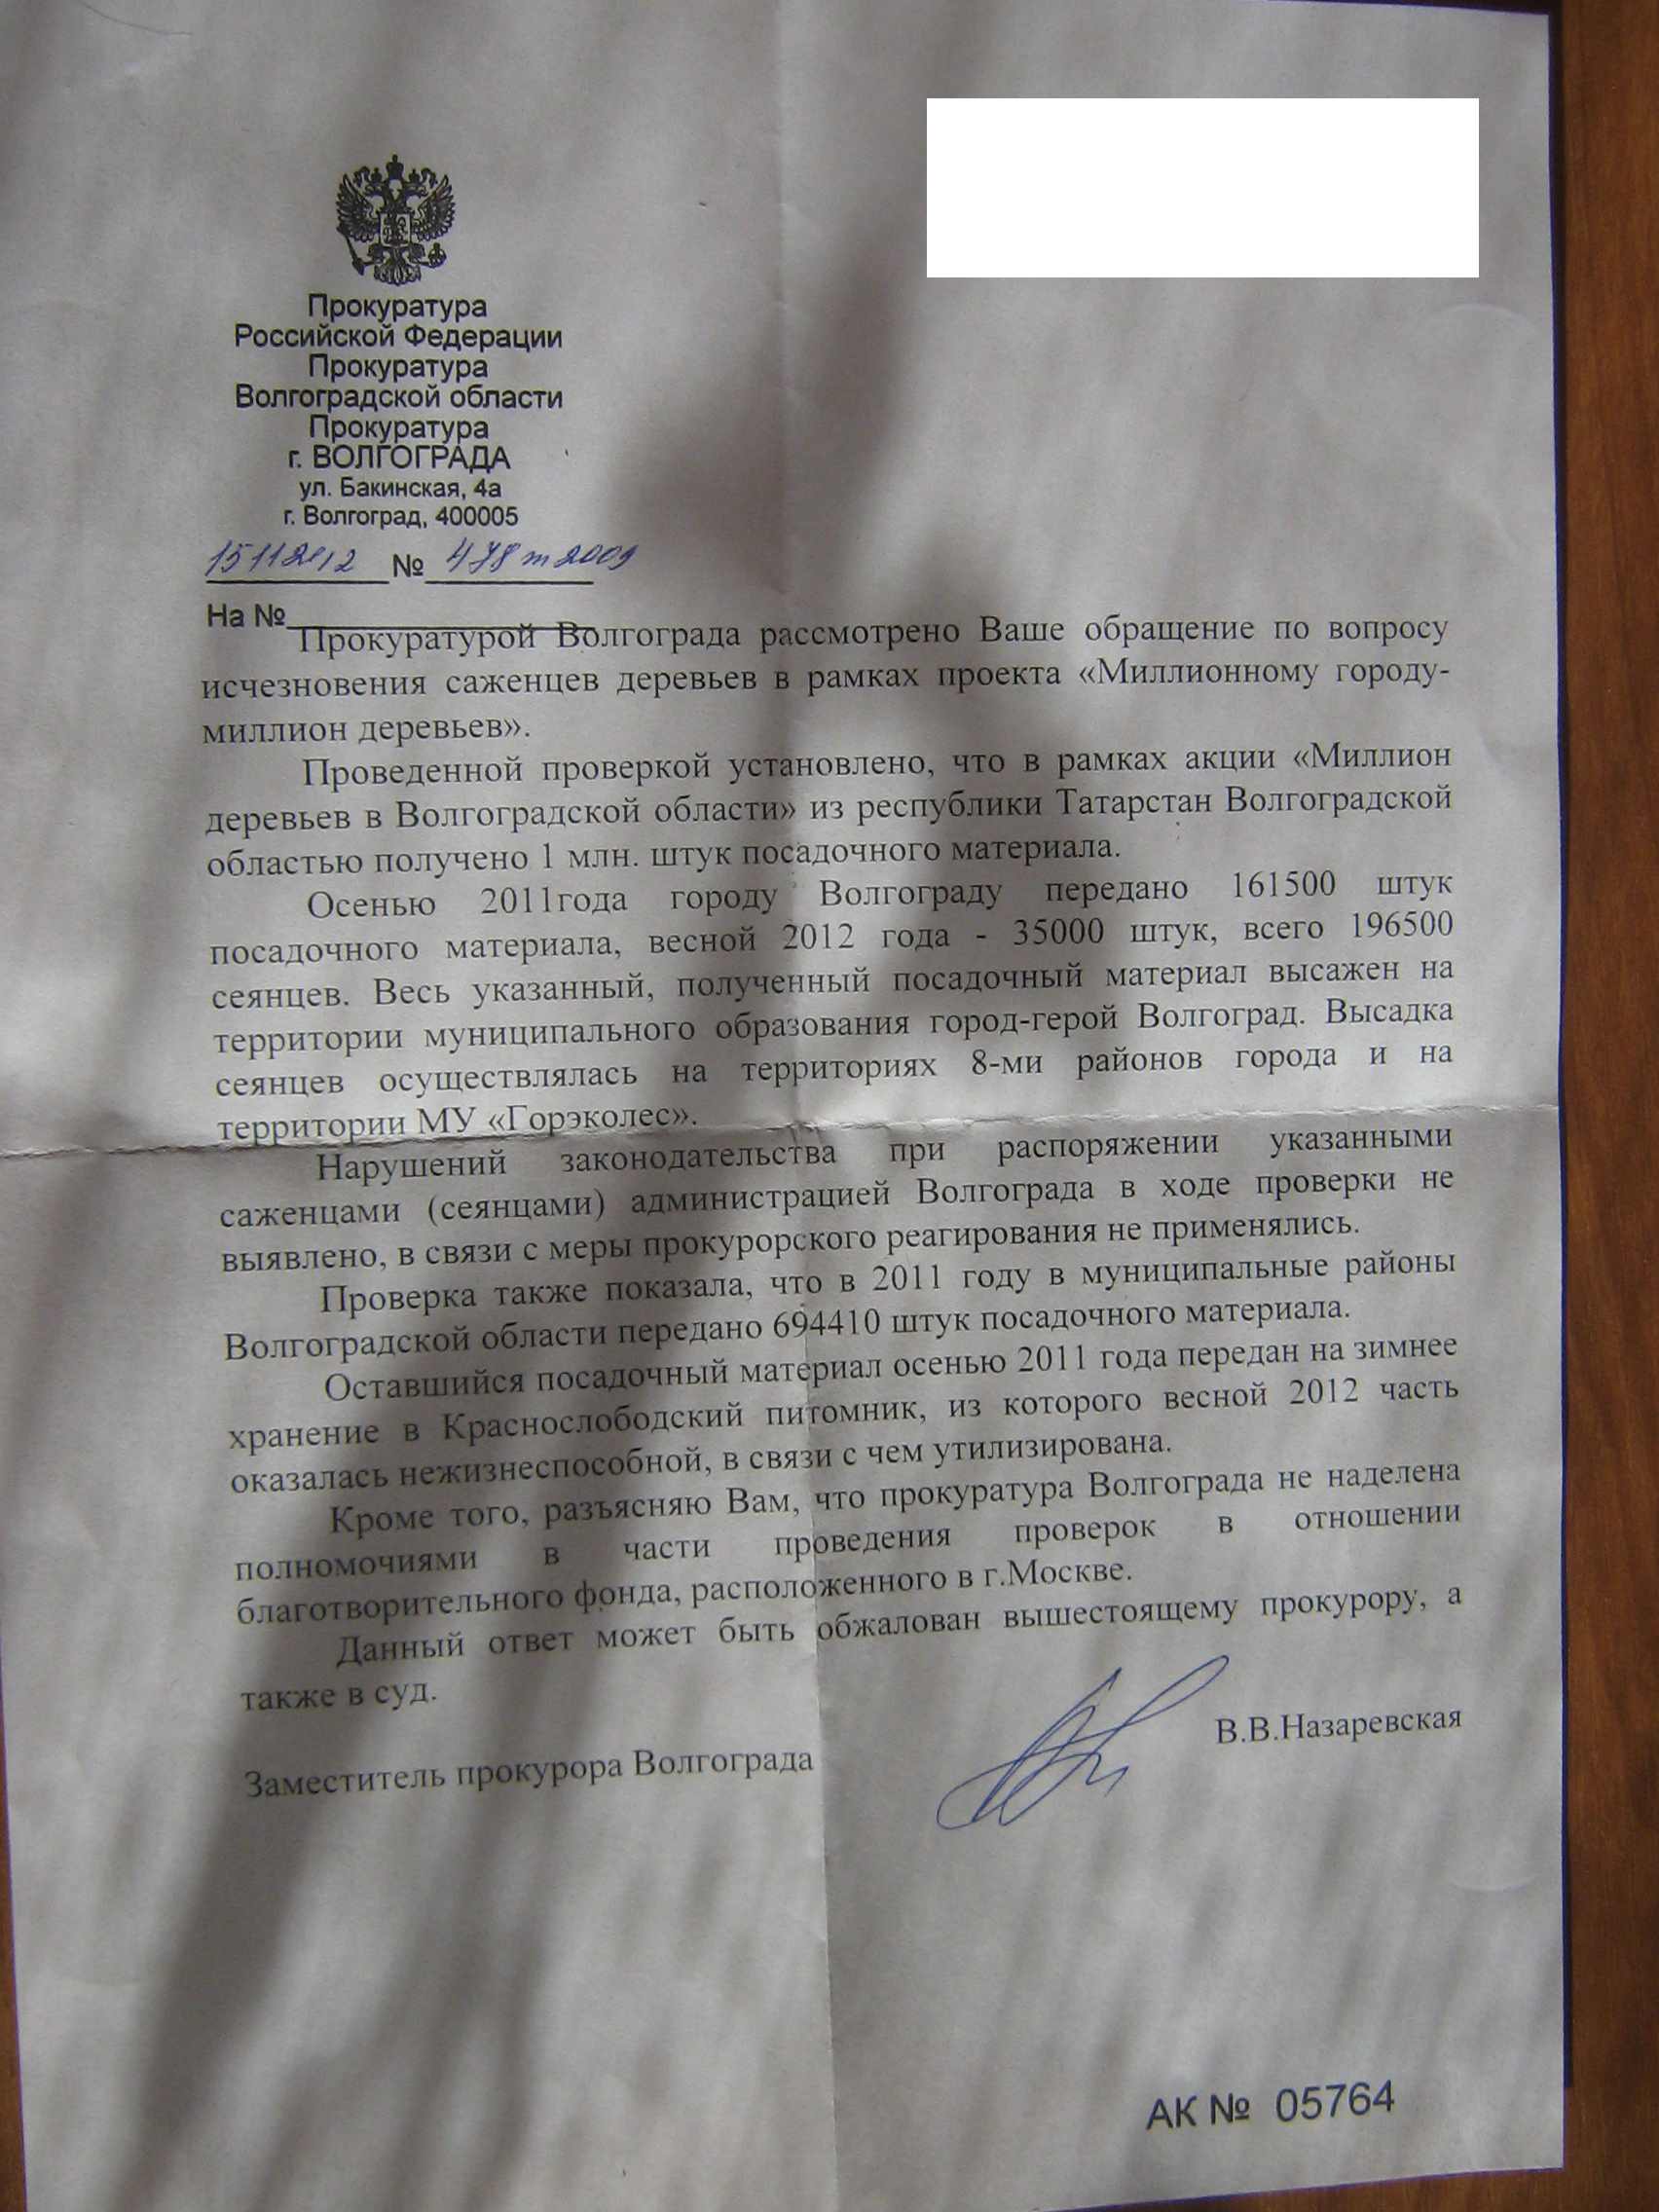 Прокуратура
Российской Федерации
Прокуратура
Волгоградской области
Прокуратура
г. ВОЛГОГРАДА
ул. Бакинская, 4а
г. Волгоград, 400005
15 11 2012 № 478ж2009
На №
Прокуратурой Волгограда рассмотрено Ваше обращение по вопросу
исчезновения саженцев деревьев в рамках проекта «Миллионному городу-
миллион деревьев».
Проведенной проверкой установлено, что в рамках акции «Миллион
деревьев в Волгоградской области» из республики Татарстан Волгоградской
областью получено 1 млн. штук посадочного материала.
Осенью 2011года городу Волгограду передано 161500 штук
посадочного материала, весной 2012 года - 35000 штук, всего 196500
сеянцев. Весь указанный, полученный посадочный материал высажен на
территории муниципального образования город-герой Волгоград. Высадка
сеянцев осуществлялась на территориях 8-ми районов города и на
территории МУ «Горэколес».
Нарушений законодательства при распоряжении указанными
саженцами (сеянцами) администрацией Волгограда в ходе проверки не
выявлено, в связи с меры прокурорского реагирования не применялись.
Проверка также показала, что в 2011 году в муниципальные районы
Волгоградской области передано 694410 штук посадочного материала.
Оставшийся посадочный материал осенью 2011 года передан на зимнее
хранение в Краснослободский питомник, из которого весной 2012 часть
оказалась нежизнеспособной, в связи с чем утилизирована.
Кроме того, разъясняю Вам, что прокуратура Волгограда не наделена
полномочиями в части проведения проверок в отношении
благотворительного фонда, расположенного в г.Москве.
Данный ответ может быть обжалован вышестоящему прокурору, а
также в суд.
Заместитель прокурора Волгограда В.В.Назаревская
АК № 05764